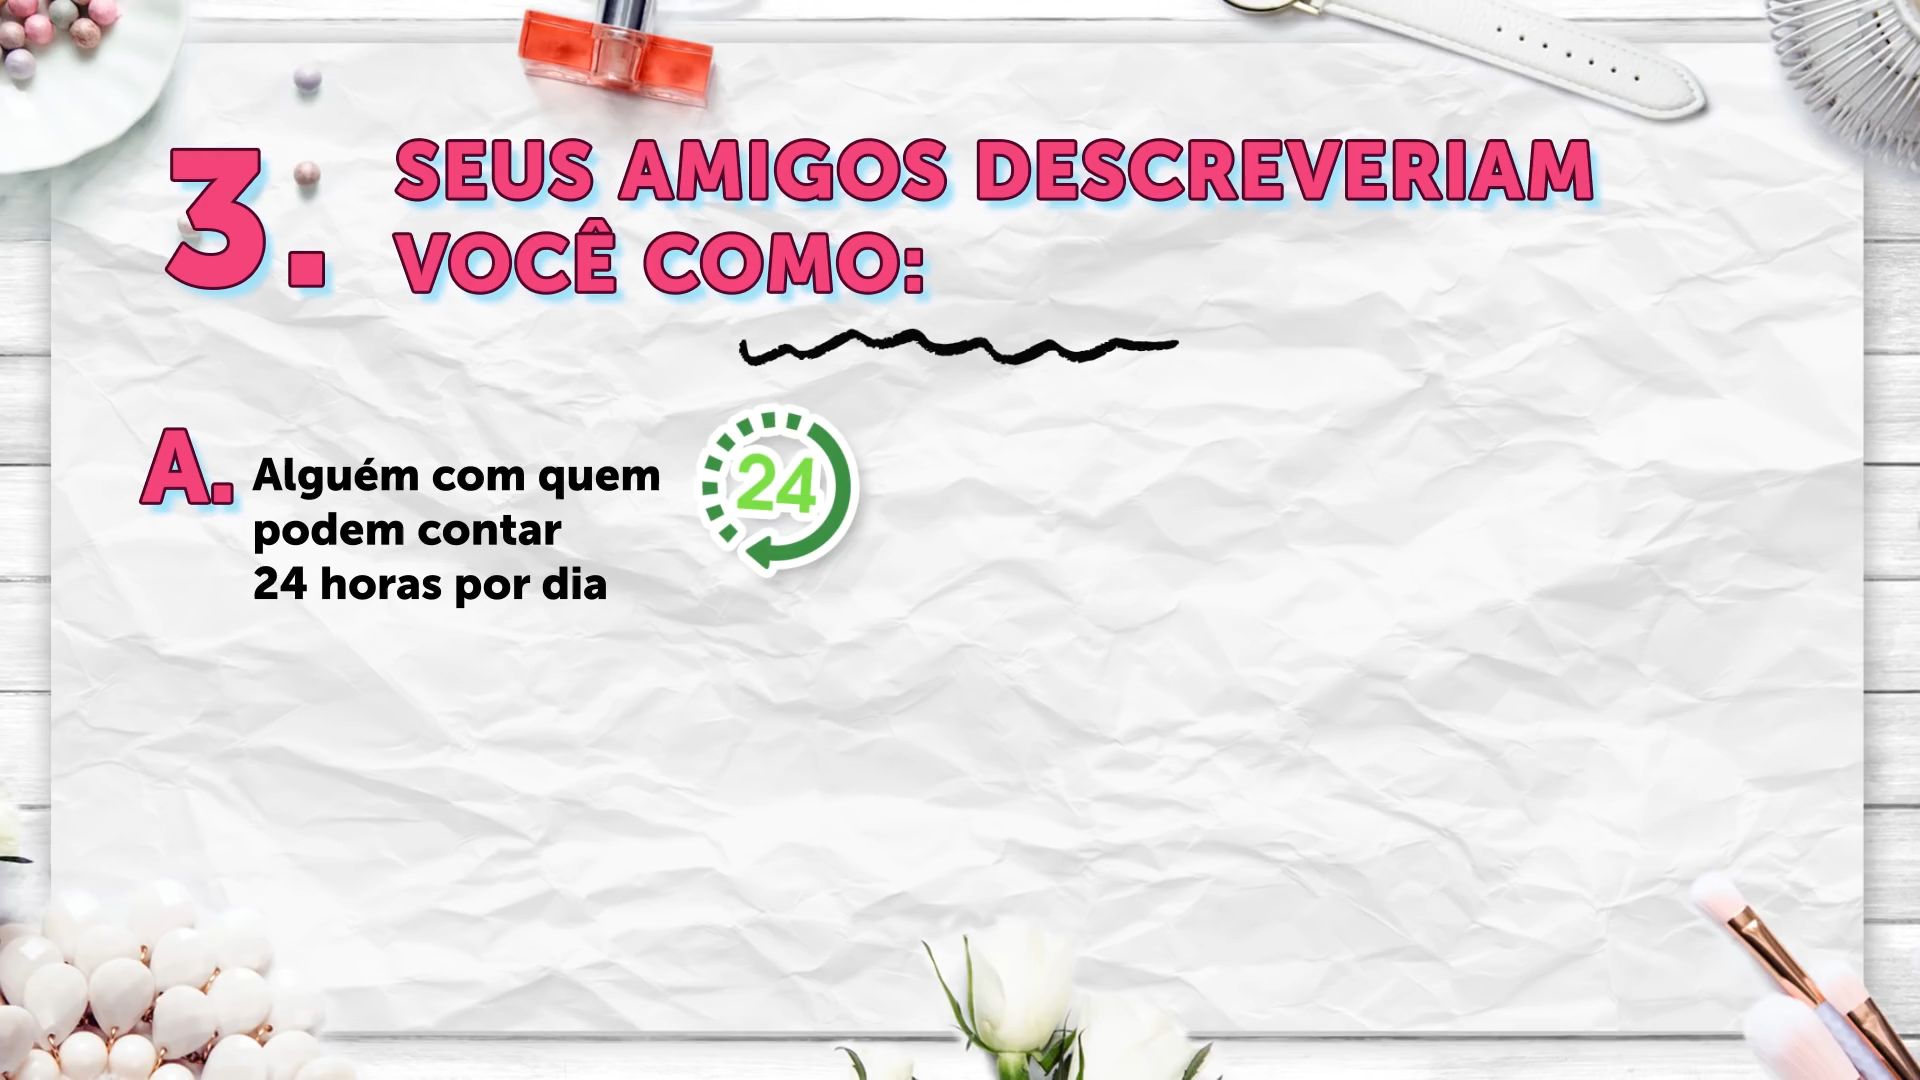 3.
SEUS AMIGOS DESCREVERIAM
VOCÊ COMO:
A.
Alguém com quem
podem contar
24 horas por dia
24